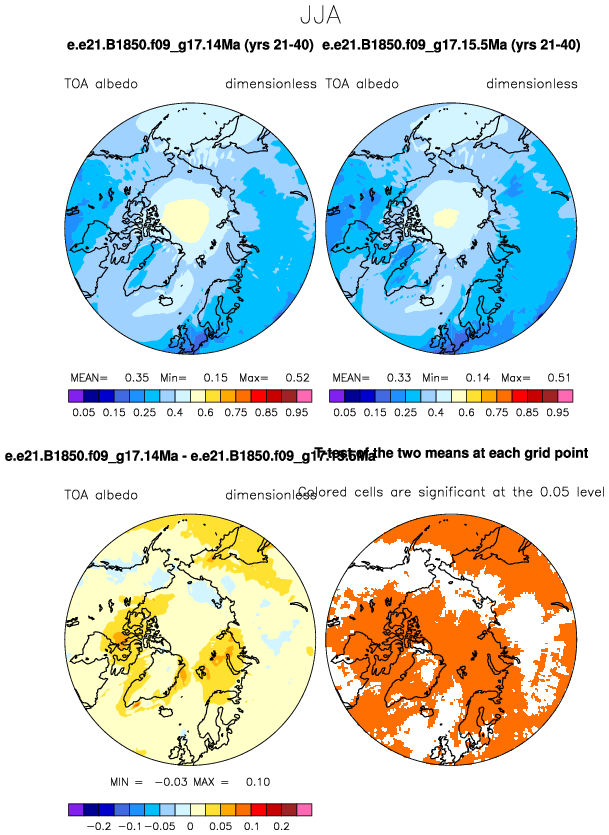 JJA
e.e21.B1850.f09_g17.14Ma (yrs 21-40) e.e21.B1850.f09_g17.15.5Ma (yrs 21-40)
TOA albedo dimensionless TOA albedo dimensionless
MEAN= 0.35 Min= 0.15 Max= 0.52 MEAN= 0.33 Min= 0.14 Max= 0.51
0.05 0.15 0.25 0.4 0.6 0.75 0.85 0.95 0.05 0.15 0.25 0.4 0.6 0.75 0.85 0.95
e.e21.B1850.f09_g17.14Ma - e.e21.B1850.f09_g17.15.5Ma T-test of the two means at each grid point
TOA albedo dimensionless Colored cells are significant at the 0.05 level
MIN = -0.03 MAX = 0.10
-0.2 -0.1 -0.05 0 0.05 0.1 0.2